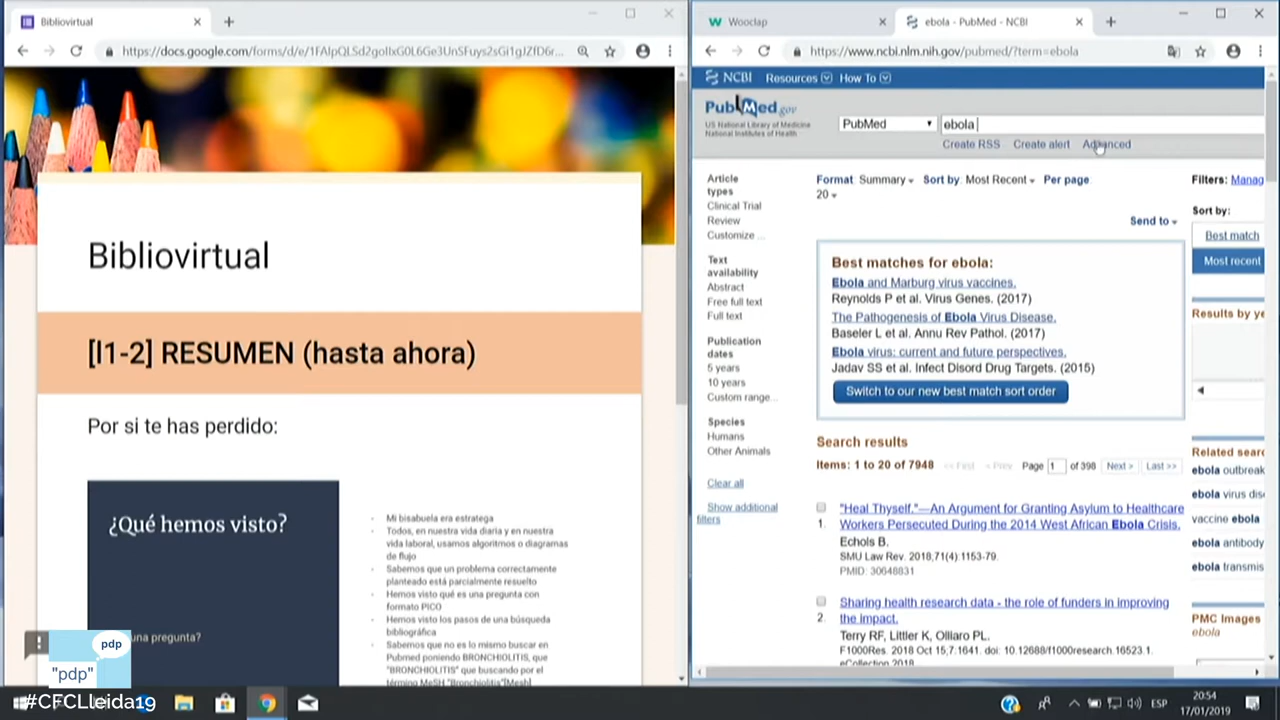 Bibliovirtual
https://docs.google.com/forms/d/e/1FAIpQLSd2goIlxG0L6Ge3UnSFuys2sGi1gJZfD6r...
Bibliovirtual
[I1-2] RESUMEN (hasta ahora)
Por si te has perdido:
¿Qué hemos visto?
una pregunta?
- Mi bisabuela era estratega
- Todos, en nuestra vida diaria y en nuestra
vida laboral, usamos algoritmos o diagramas
de flujo
- Sabemos que un problema correctamente
planteado está parcialmente resuelto
- Hemos visto qué es una pregunta con
formato PICO
- Hemos visto los pasos de una búsqueda
bibliográfica
- Sabemos que no es lo mismo buscar en
Pubmed poniendo BRONCHIOLITIS, que
"BRONCHIOLITIS" que buscando por el
término MeSH "Bronchiolitis"[Mesh]
pdp
"pdp"
#CFCLleida19
Wooclap
ebola - PubMed - NCBI
https://www.ncbi.nlm.nih.gov/pubmed/?term=ebola
NCBI Resources How To
PubMed.gov
US National Library of Medicine
National Institutes of Health
PubMed
ebola
Create RSS Create alert Advanced
Article
types
Clinical Trial
Review
Customize ...
Text
availability
Abstract
Free full text
Full text
Publication
dates
5 years
10 years
Custom range...
Species
Humans
Other Animals
Clear all
Show additional
filters
Format Summary Sort by Most Recent Per page
20
Send to
Best matches for ebola:
Ebola and Marburg virus vaccines.
Reynolds P et al. Virus Genes. (2017)
The Pathogenesis of Ebola Virus Disease.
Baseler L et al. Annu Rev Pathol. (2017)
Ebola virus: current and future perspectives.
Jadav SS et al. Infect Disord Drug Targets. (2015)
Switch to our new best match sort order
Search results
Items: 1 to 20 of 7948 << First < Prev Page 1 of 398 Next > Last >>
"Heal Thyself."—An Argument for Granting Asylum to Healthcare
1. Workers Persecuted During the 2014 West African Ebola Crisis.
Echols B.
SMU Law Rev. 2018;71(4):1153-79.
PMID: 30648831
Sharing health research data - the role of funders in improving
2. the impact.
Terry RF, Littler K, Olliaro PL.
F1000Res. 2018 Oct 15;7:1641. doi: 10.12688/f1000research.16523.1.
eCollection 2018.
Filters: Manag
Sort by:
Best match
Most recent
Results by ye
Related sear
ebola outbreak
ebola virus dise
vaccine ebola
ebola antibody
ebola transmis
PMC Images
ebola
ESP
20:54
17/01/2019